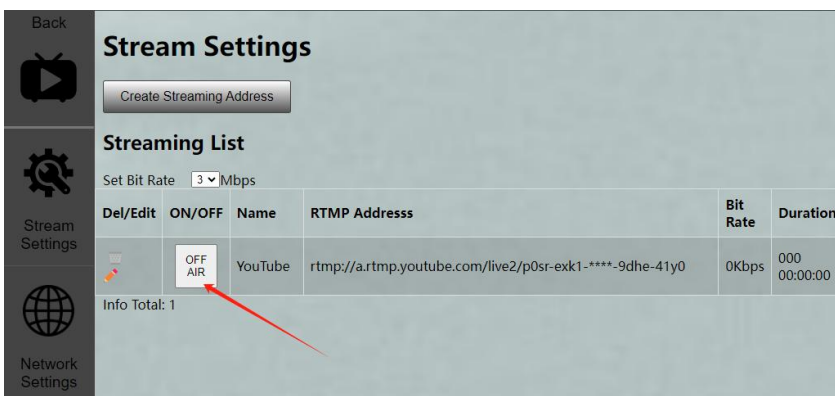 Back
Stream Settings
Create Streaming Address
Streaming List
Set Bit Rate 3 Mbps
Del/Edit ON/OFF Name RTMP Addresss Bit Rate Duration
OFF AIR YouTube rtmp://a.rtmp.youtube.com/live2/p0sr-exk1-****-9dhe-41y0 0Kbps 000 00:00:00
Info Total: 1
Stream
Settings
Network
Settings